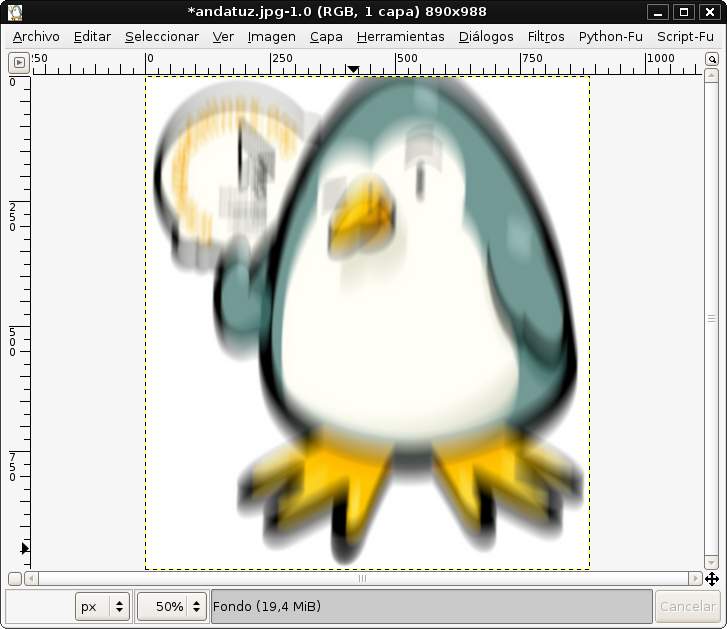 *andatuz.jpg-1.0 (RGB, 1 capa) 890x988
Archivo Editar Seleccionar Ver Imagen Capa Herramientas Diálogos Filtros Python-Fu Script-Fu
250 0 250 500 750 1000
0
250
500
750
px 50% Fondo (19,4 MiB) Cancelar